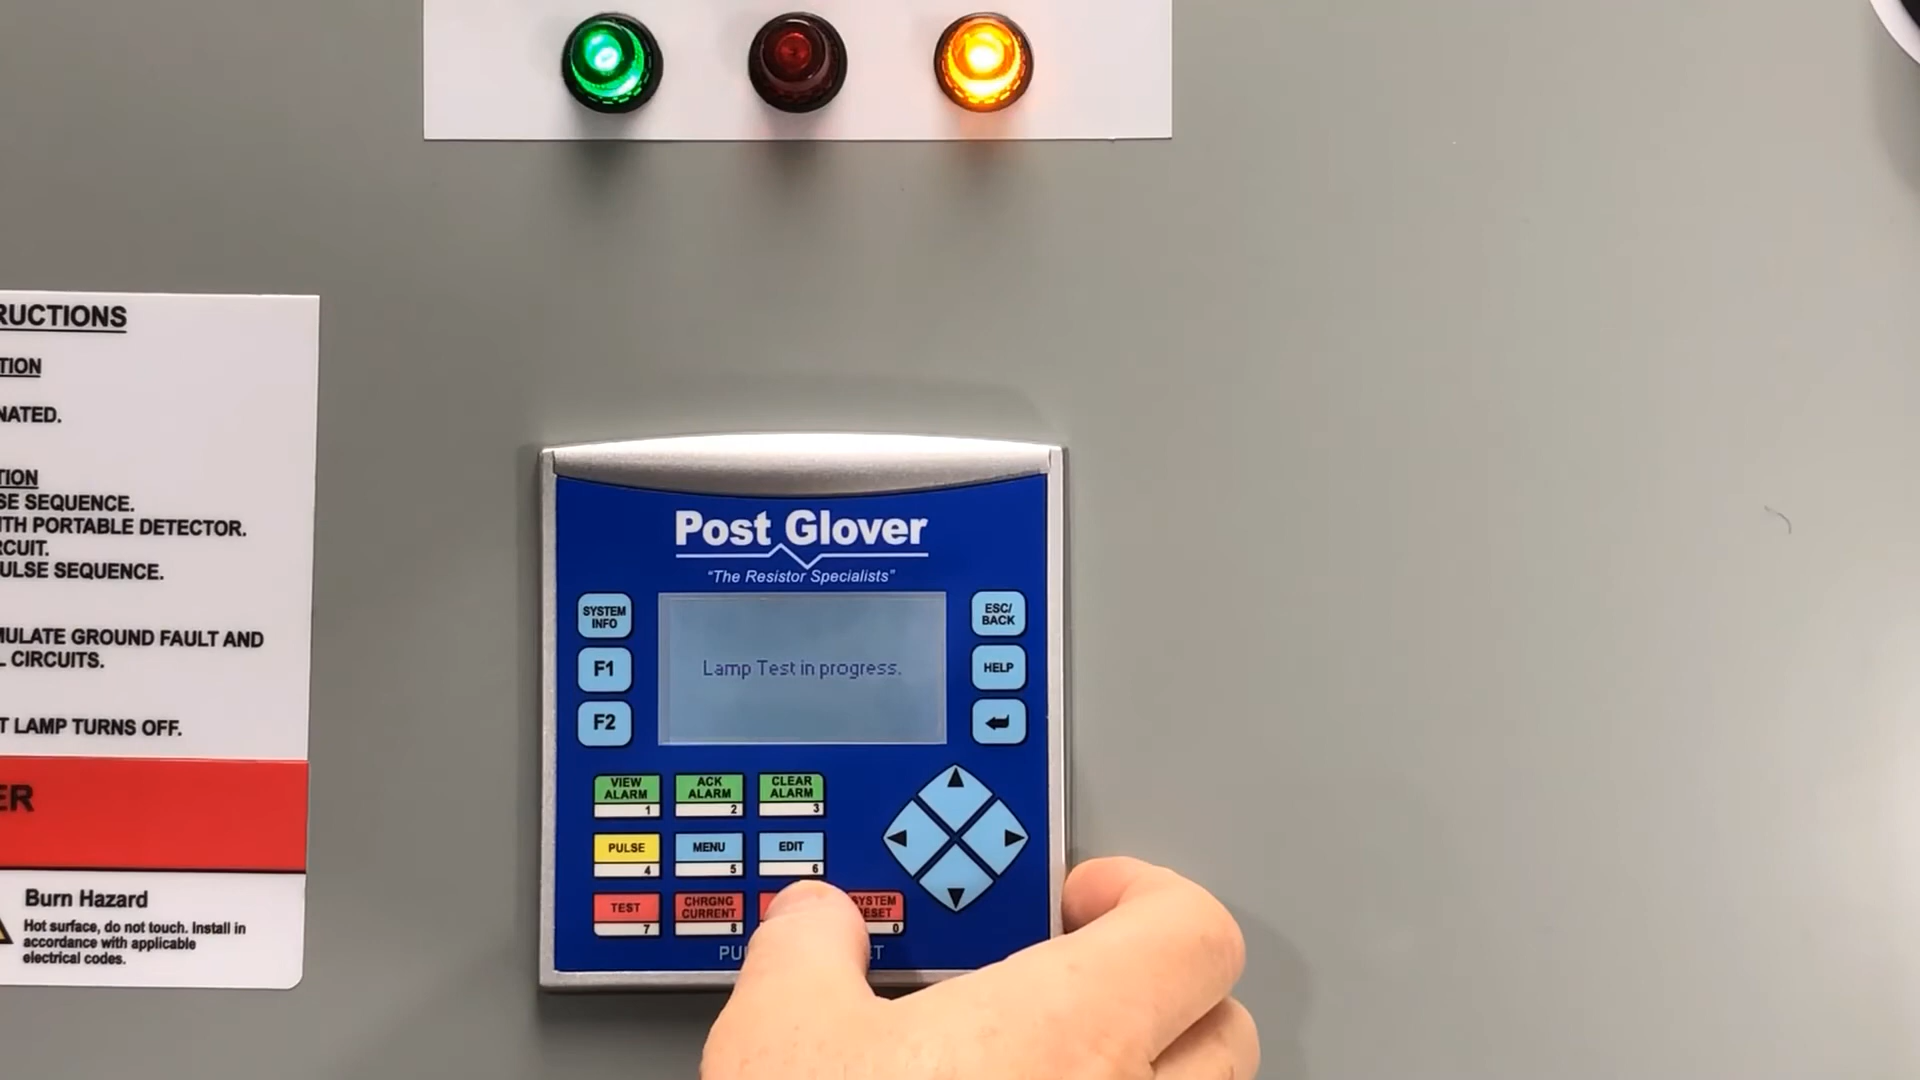 RUCTIONS
TION
NATED.
TION
SE SEQUENCE.
ITH PORTABLE DETECTOR.
RCUIT.
ULSE SEQUENCE.
MULATE GROUND FAULT AND
L CIRCUITS.
T LAMP TURNS OFF.
ER
Burn Hazard
Hot surface, do not touch. Install in
accordance with applicable
electrical codes.
Post Glover
"The Resistor Specialists"
SYSTEM
INFO
F1
F2
Lamp Test in progress.
ESC/
BACK
HELP
VIEW
ALARM
1
ACK
ALARM
2
CLEAR
ALARM
3
PULSE
4
MENU
5
EDIT
6
TEST
7
CHRGNG
CURRENT
8
SYSTEM
RESET
0